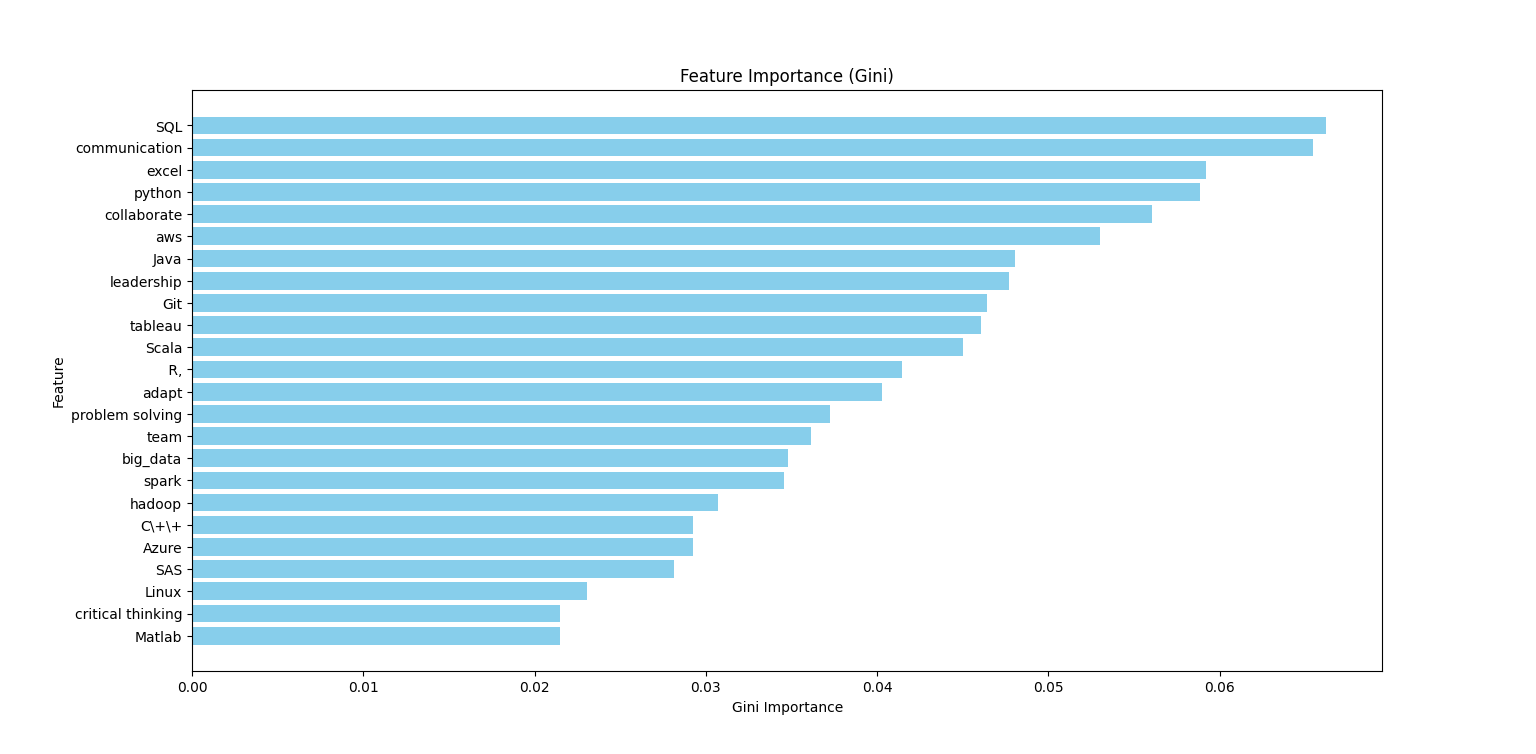 Feature Importance (Gini)
SQL
communication
excel
python
collaborate
aws
Java
leadership
Git
tableau
Scala
R,
adapt
problem solving
team
big_data
spark
hadoop
C\+\+
Azure
SAS
Linux
critical thinking
Matlab
Feature
0.00 0.01 0.02 0.03 0.04 0.05 0.06
Gini Importance